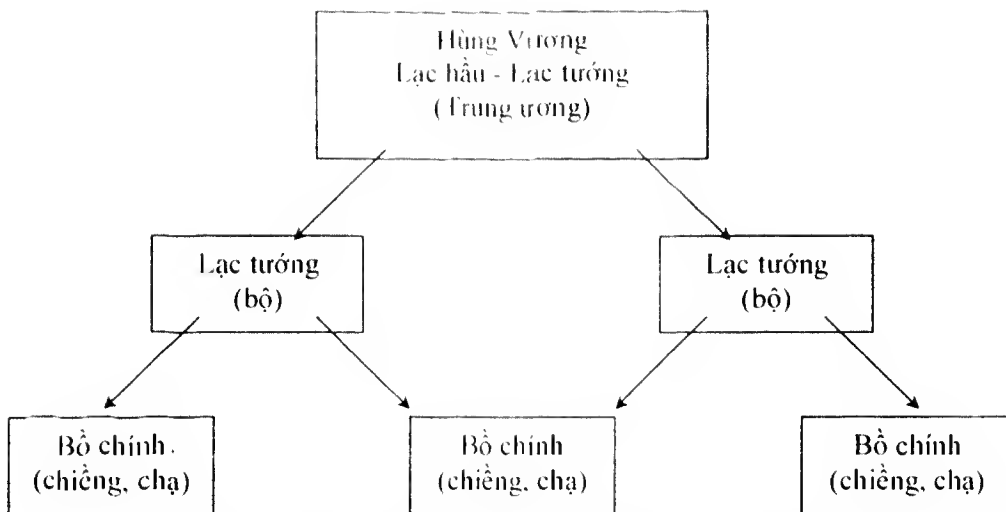 Hùng Vương
Lạc hầu - Lac tướng
(Trung ương)
Lạc tướng
(bộ)
Lạc tướng
(bộ)
Bồ chính
(chiềng, chạ)
Bồ chính
(chiềng, chạ)
Bồ chính
(chiềng, chạ)